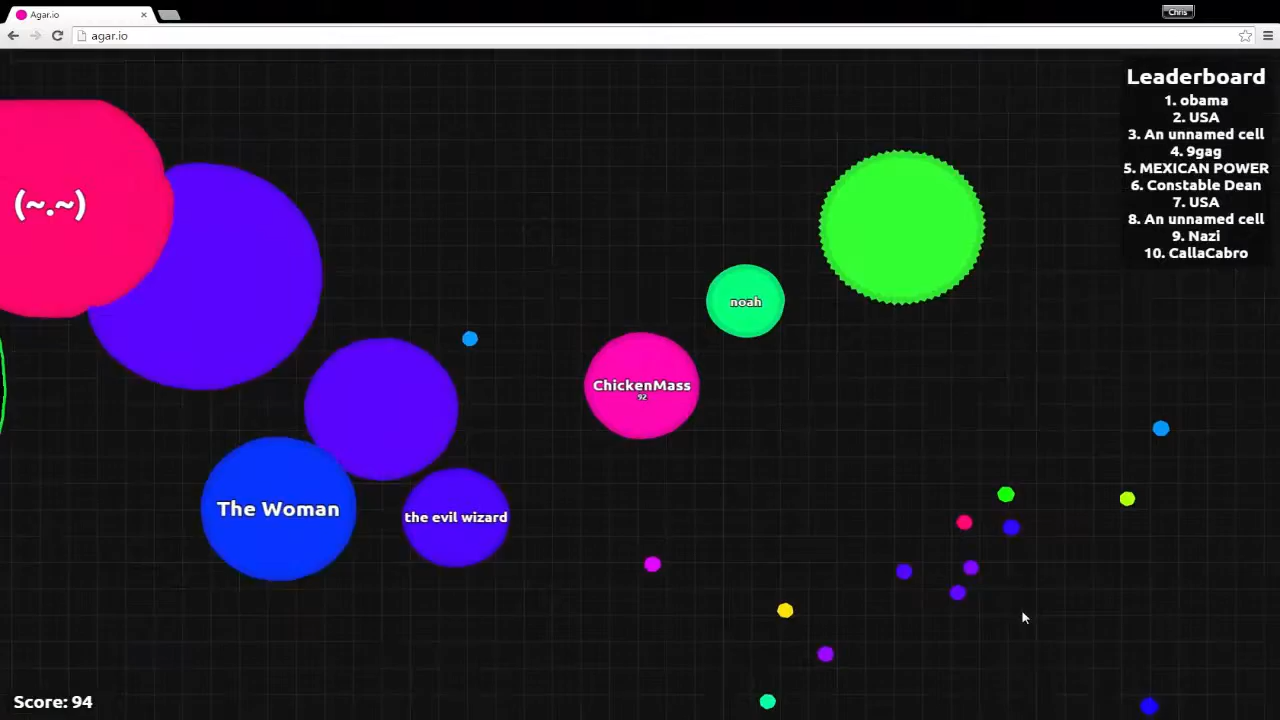 Agar.io
Chris
agar.io
Leaderboard
1. obama
2. USA
3. An unnamed cell
4. 9gag
5. MEXICAN POWER
6. Constable Dean
7. USA
8. An unnamed cell
9. Nazi
10. CallaCabro
(~.~)
noah
ChickenMass
92
The Woman
the evil wizard
Score: 94